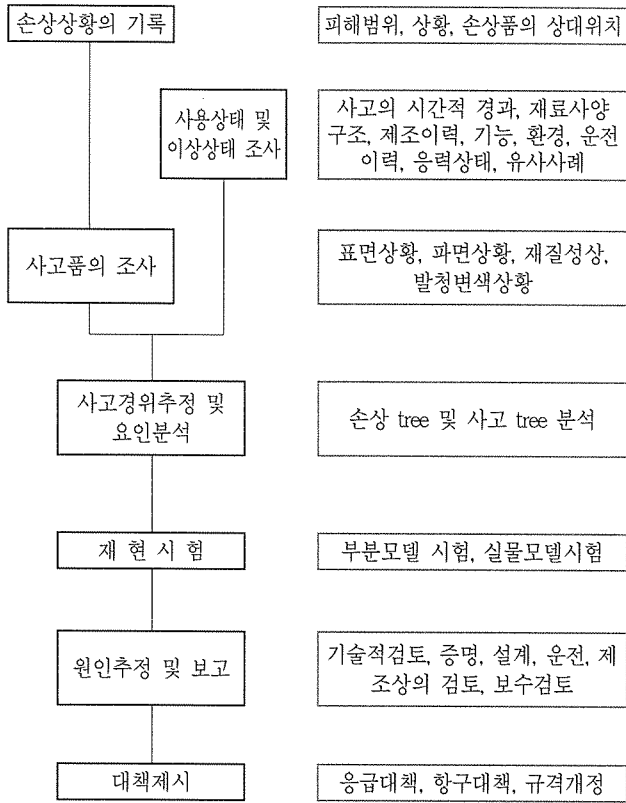 손상상황의 기록
피해범위, 상황, 손상품의 상대위치
사용상태 및
이상상태 조사
사고의 시간적 경과, 재료사양
구조, 제조이력, 기능, 환경, 운전
이력, 응력상태, 유사사례
사고품의 조사
표면상황, 파면상황, 재질성상,
발청변색상황
사고경위추정 및
요인분석
손상 tree 및 사고 tree 분석
재 현 시 험
부분모델 시험, 실물모델시험
원인추정 및 보고
기술적검토, 증명, 설계, 운전, 제
조상의 검토, 보수검토
대책제시
응급대책, 항구대책, 규격개정